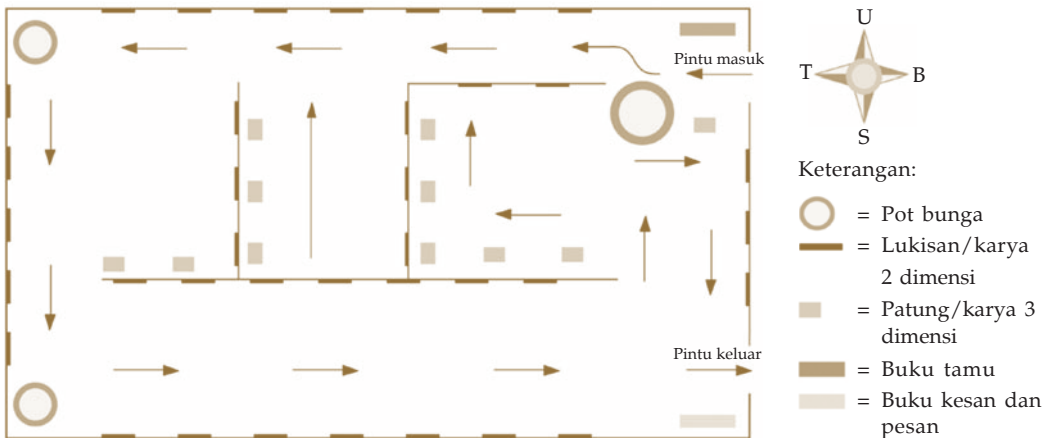 Pintu masuk
Pintu keluar
U
T
B
S
Keterangan:
= Pot bunga
= Lukisan/karya
2 dimensi
= Patung/karya 3
dimensi
= Buku tamu
= Buku kesan dan
pesan